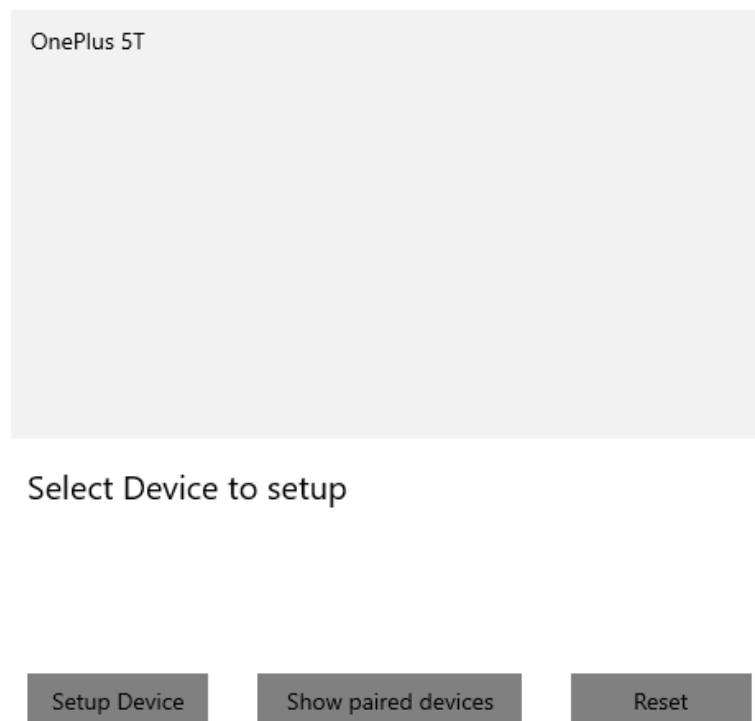 OnePlus 5T
Select Device to setup
Setup Device
Show paired devices
Reset